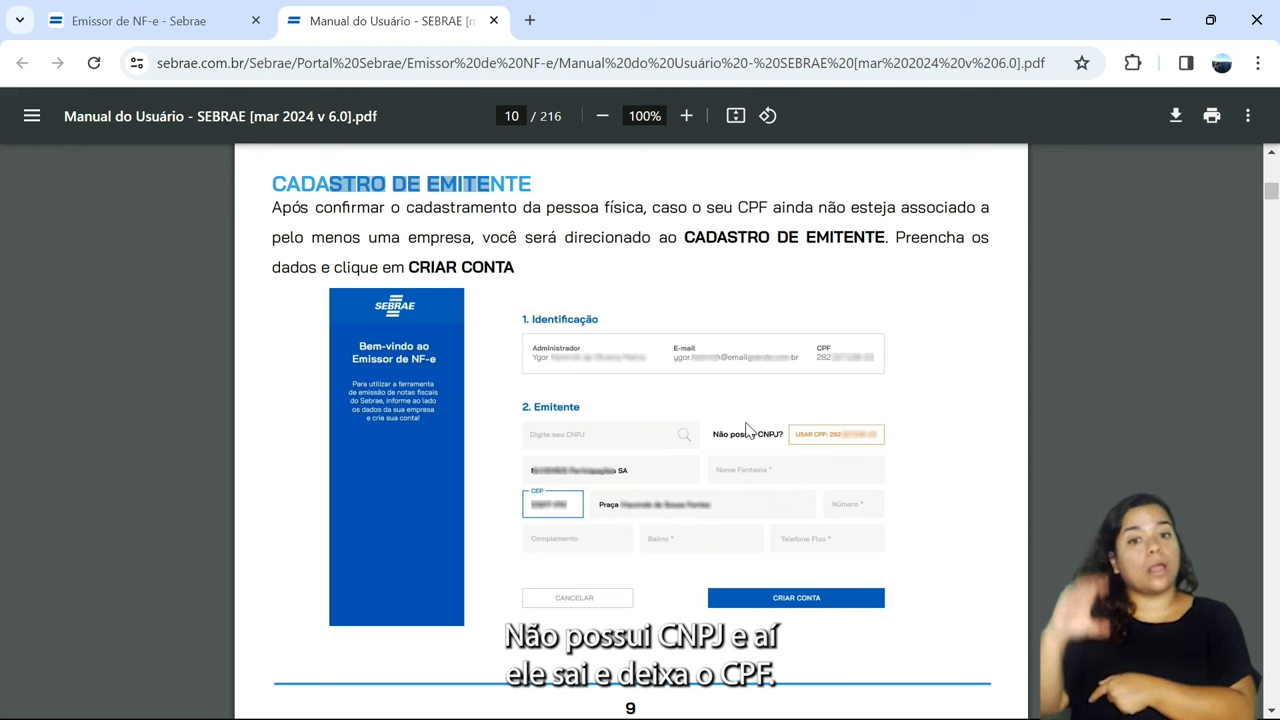 Emissor de NF-e - Sebrae
Manual do Usuário - SEBRAE [m
sebrae.com.br/Sebrae/Portal%20Sebrae/Emissor%20de%20NF-e/Manual%20do%20Usuário%20-%20SEBRAE%20[mar%202024%20v%206.0].pdf
Manual do Usuário - SEBRAE [mar 2024 v 6.0].pdf
10 / 216
100%
CADASTRO DE EMITENTE
Após confirmar o cadastramento da pessoa física, caso o seu CPF ainda não esteja associado a
pelo menos uma empresa, você será direcionado ao CADASTRO DE EMITENTE. Preencha os
dados e clique em CRIAR CONTA
SEBRAE
Bem-vindo ao
Emissor de NF-e
Para utilizar a ferramenta
de emissão de notas fiscais
do Sebrae, informe ao lado
os dados da sua empresa
e crie sua conta!
1. Identificação
Administrador E-mail CPF
Ygor ygor. @email .br 282.
2. Emitente
Digite seu CNPJ Não possui CNPJ? USAR CPF: 282.
SA Nome Fantasia *
CEP
Praça Número *
Complemento Bairro * Telefone Fixo *
CANCELAR CRIAR CONTA
Não possui CNPJ e aí
ele sai e deixa o CPF.
9